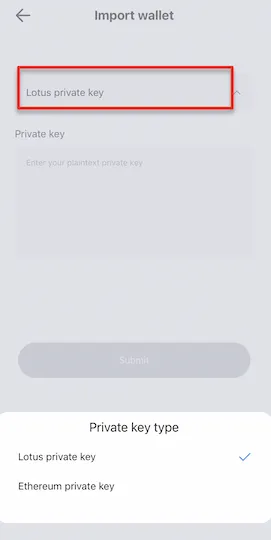 Import wallet
Lotus private key
Private key
Enter your plaintext private key
Submit
Private key type
Lotus private key
Ethereum private key